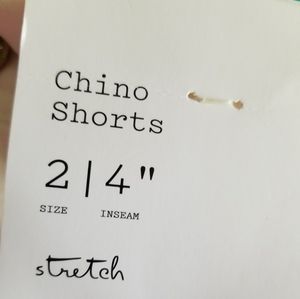 Chino
Shorts
2|4"
SIZE INSEAM
stretch